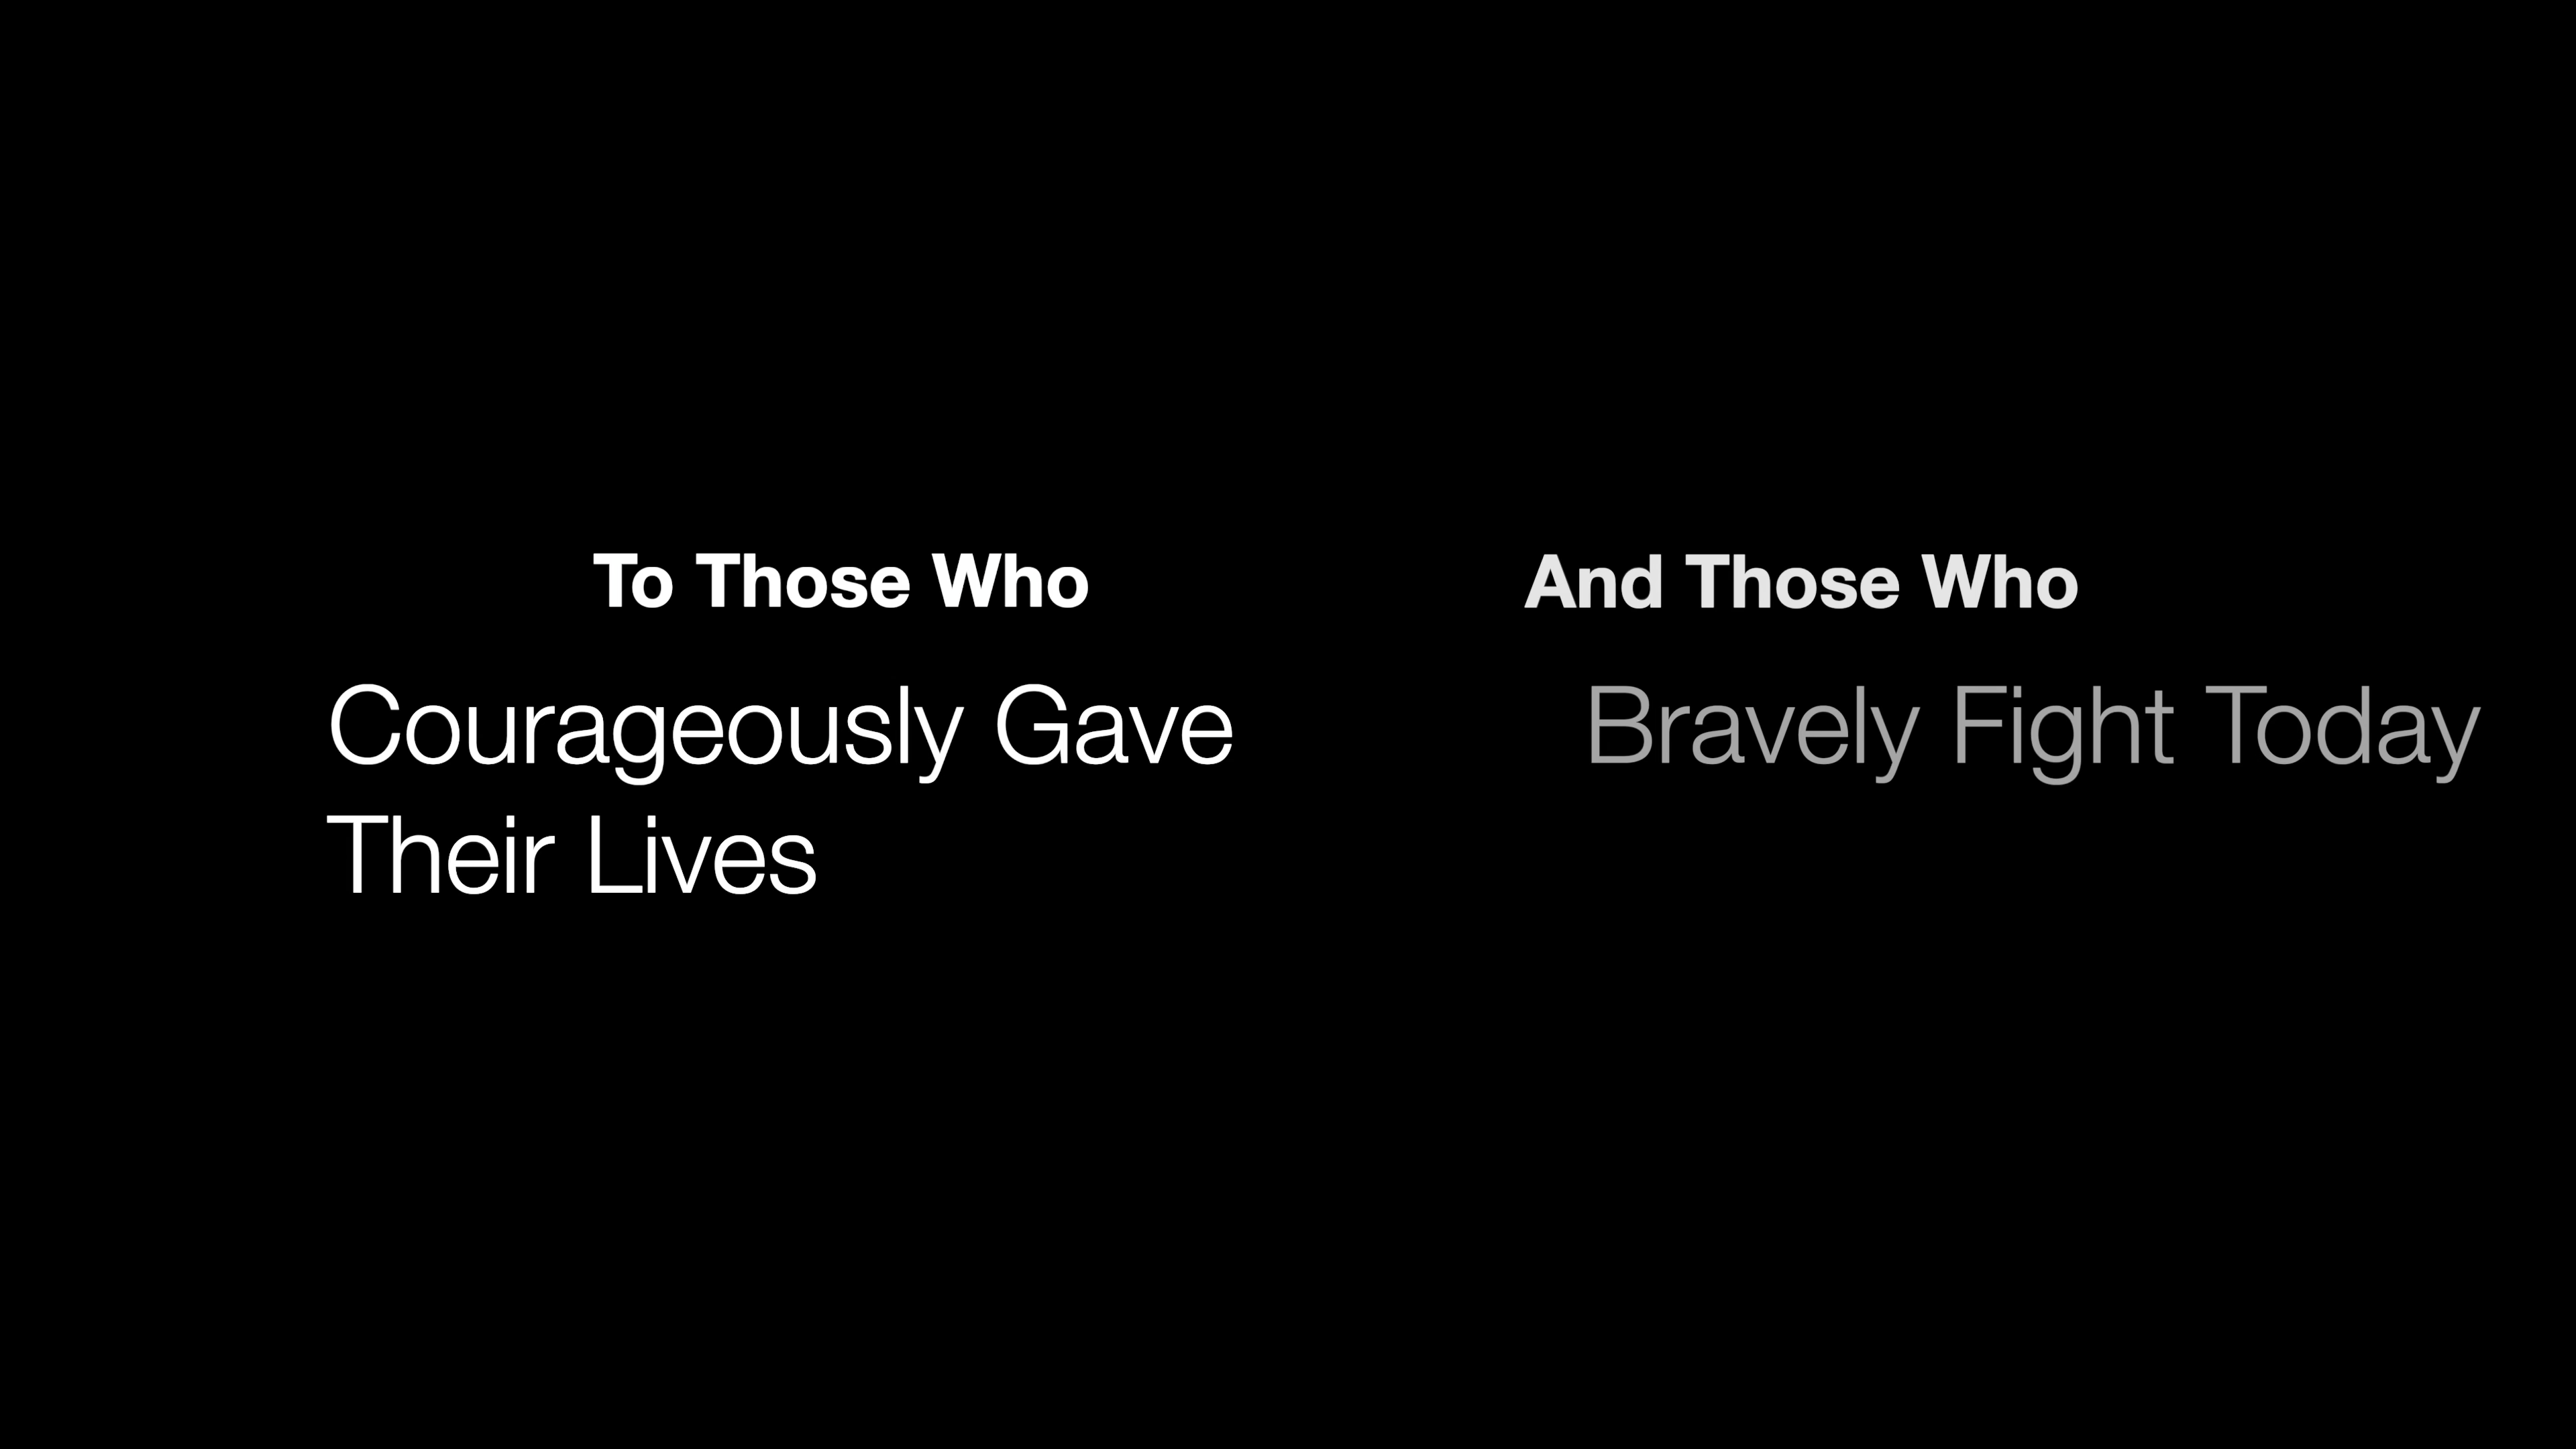 To Those Who
Courageously Gave
Their Lives
And Those Who
Bravely Fight Today